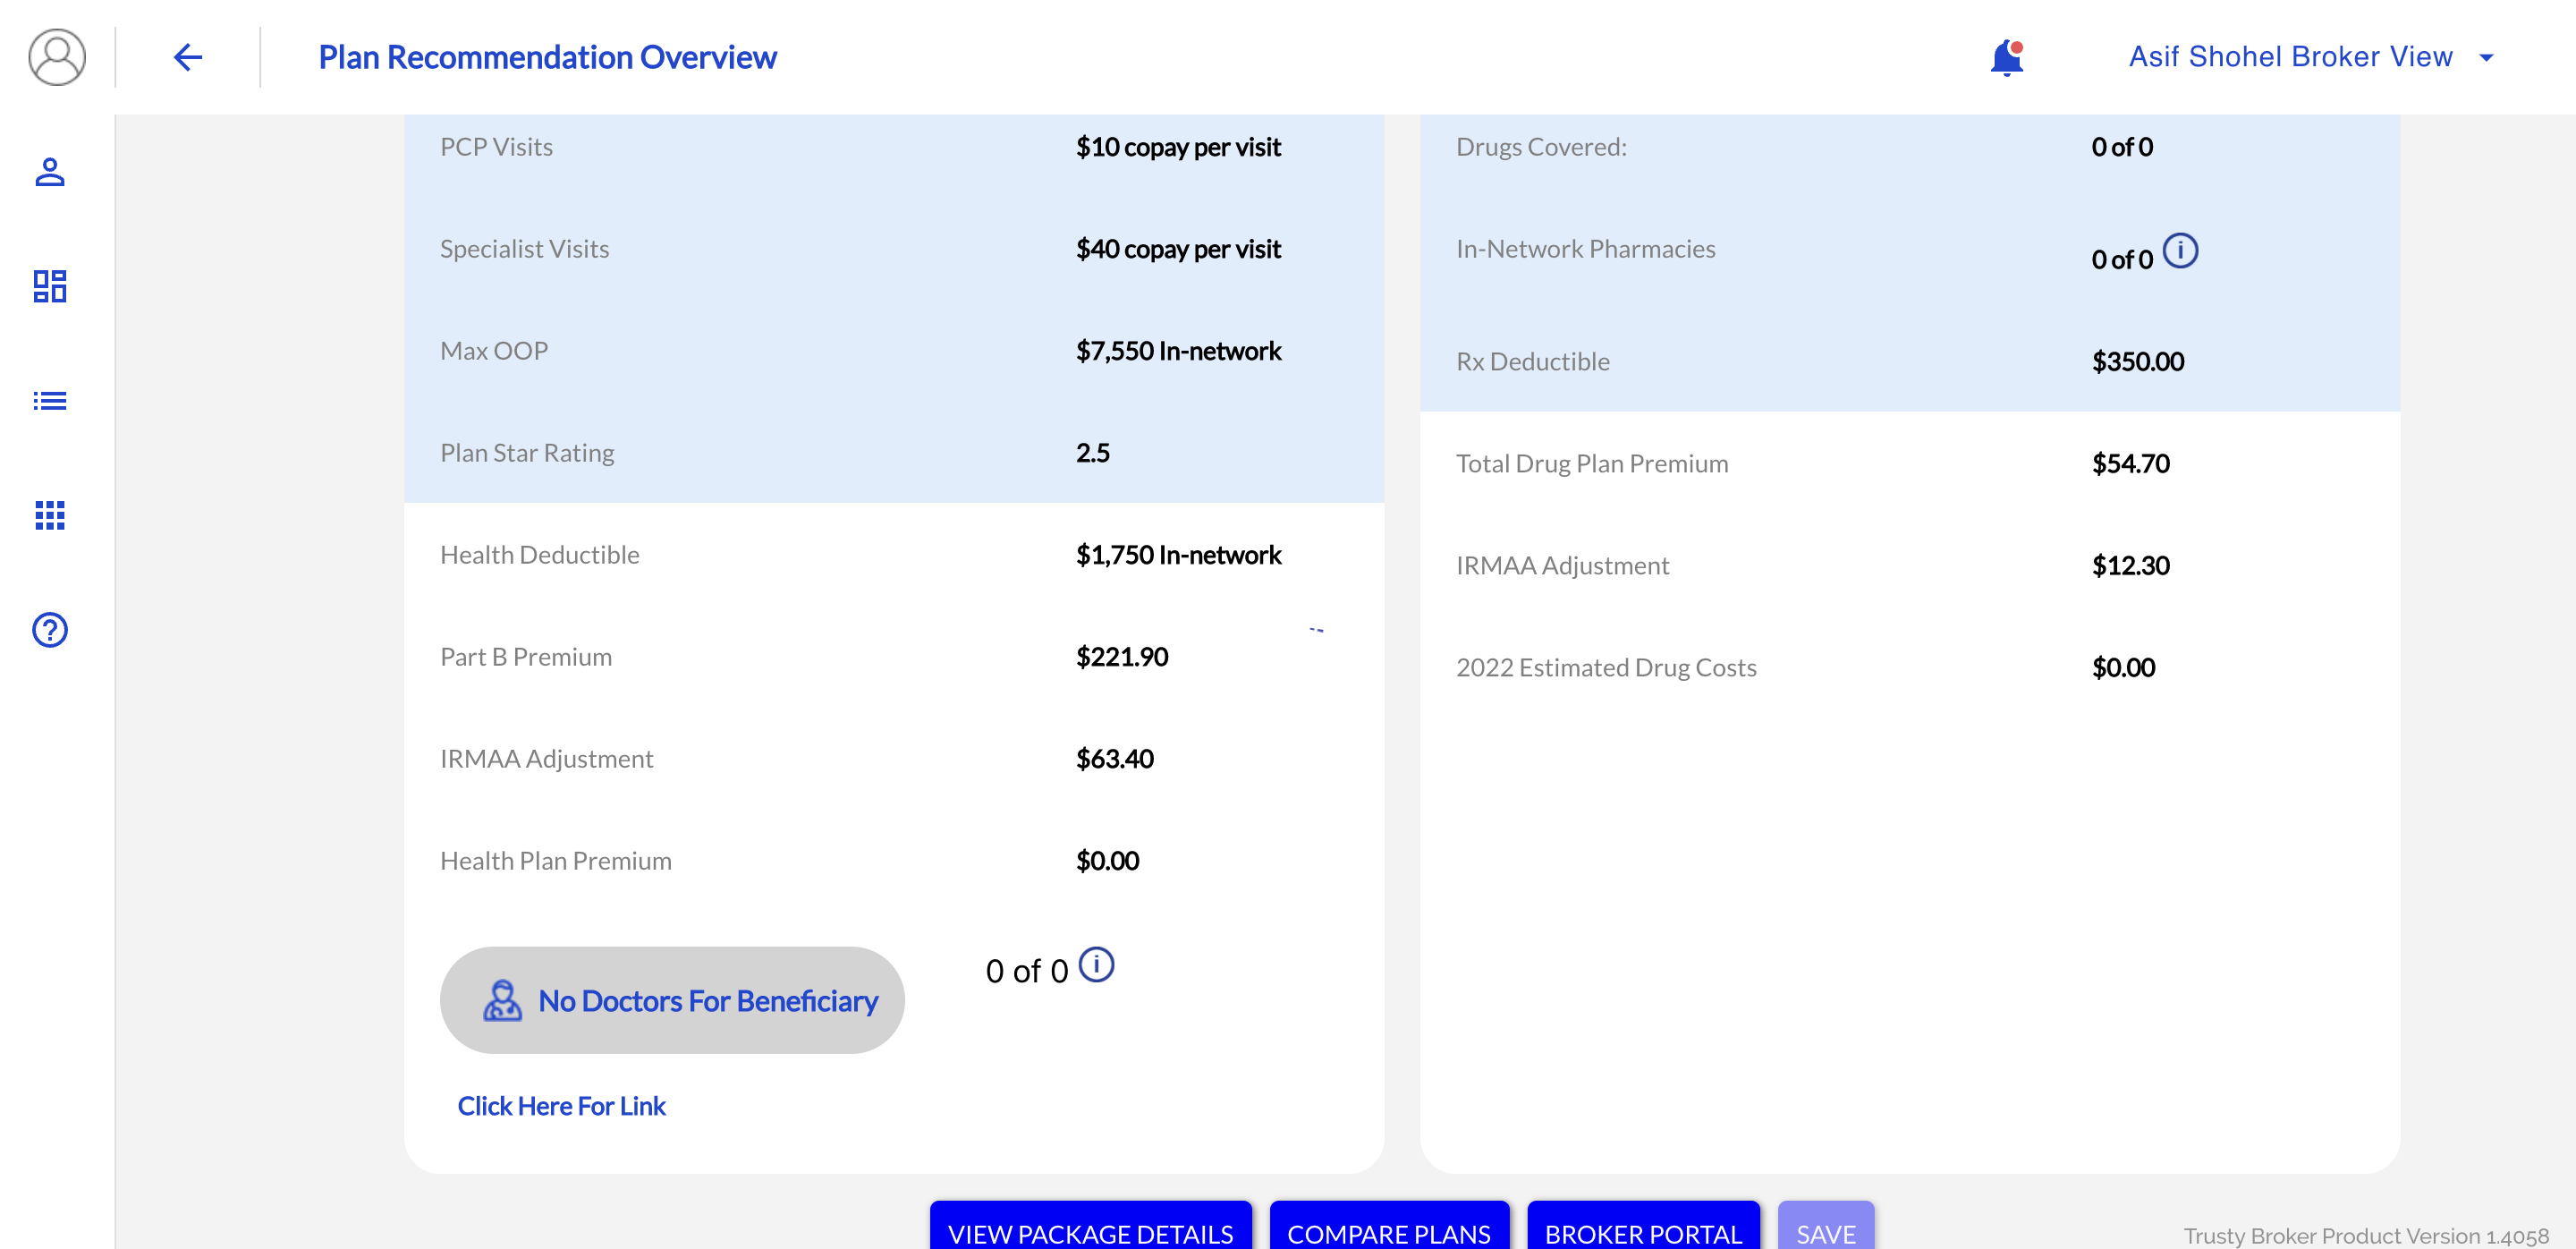 Plan Recommendation Overview
Asif Shohel Broker View
PCP Visits $10 copay per visit
Specialist Visits $40 copay per visit
Max OOP $7,550 In-network
Plan Star Rating 2.5
Health Deductible $1,750 In-network
Part B Premium $221.90
IRMAA Adjustment $63.40
Health Plan Premium $0.00
No Doctors For Beneficiary 0 of 0
Click Here For Link
Drugs Covered: 0 of 0
In-Network Pharmacies 0 of 0
Rx Deductible $350.00
Total Drug Plan Premium $54.70
IRMAA Adjustment $12.30
2022 Estimated Drug Costs $0.00
VIEW PACKAGE DETAILS COMPARE PLANS BROKER PORTAL SAVE
Trusty Broker Product Version 1.4058